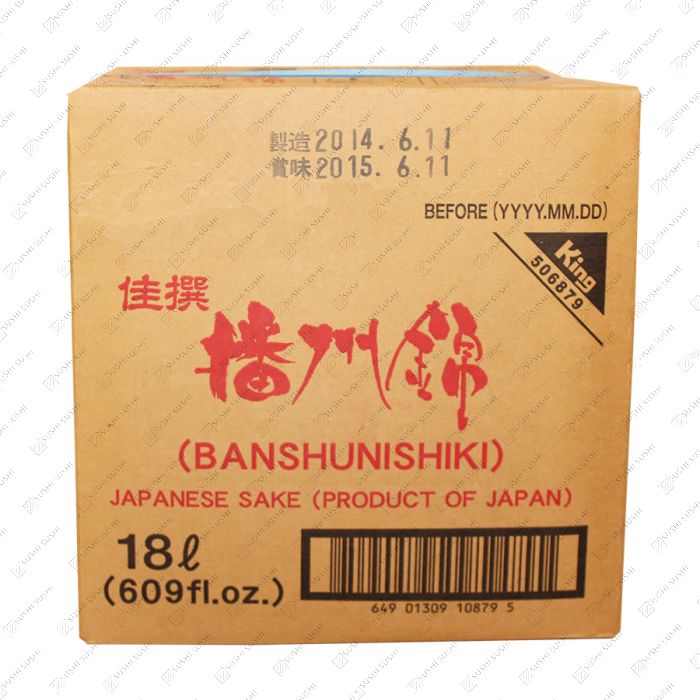 製造2014. 6.11
賞味2015. 6.11
BEFORE (YYYY.MM.DD)
King
506879
佳撰
播州錦
(BANSHUNISHIKI)
JAPANESE SAKE (PRODUCT OF JAPAN)
18ℓ
(609fl.oz.)
649 01309 10879 5
SUSHI SUSHI